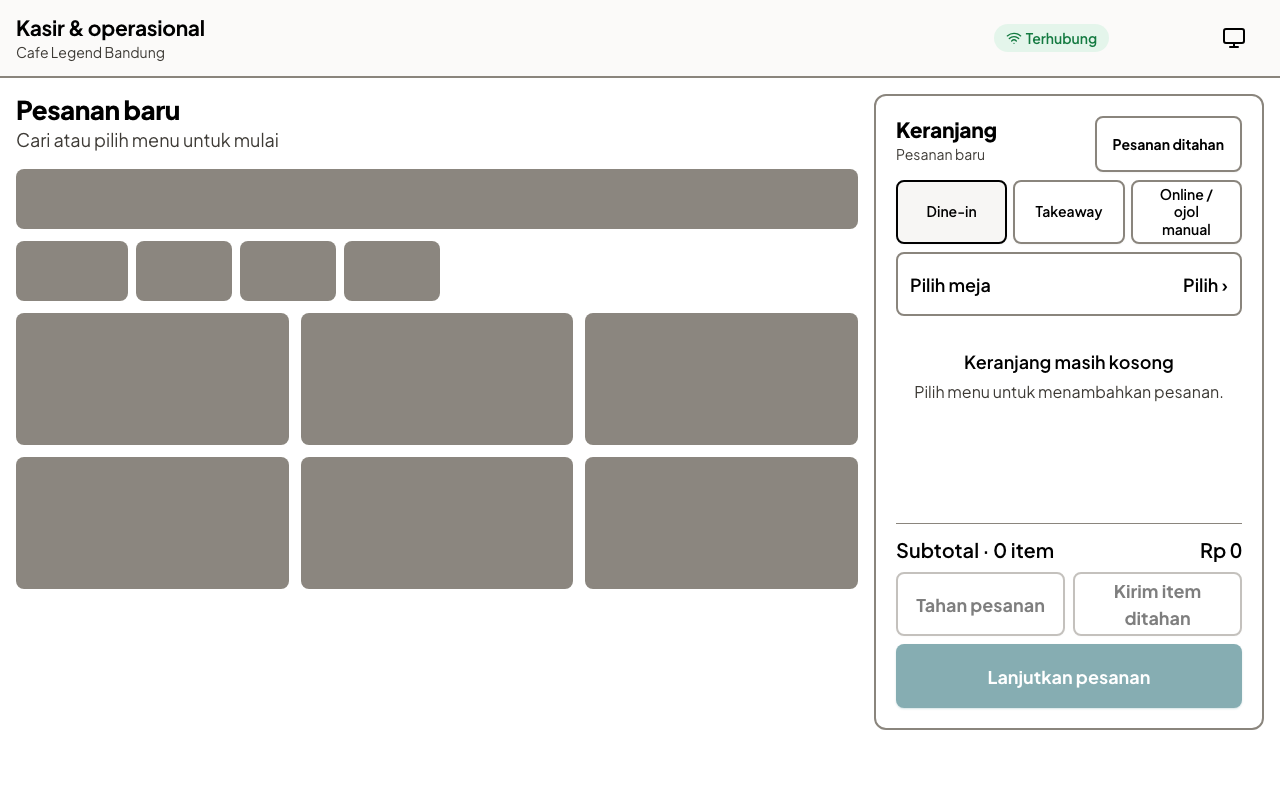 Kasir & operasional
Cafe Legend Bandung
Terhubung
Pesanan baru
Cari atau pilih menu untuk mulai
Keranjang
Pesanan baru
Pesanan ditahan
Dine-in
Takeaway
Online /
ojol
manual
Pilih meja
Pilih ›
Keranjang masih kosong
Pilih menu untuk menambahkan pesanan.
Subtotal · 0 item
Rp 0
Tahan pesanan
Kirim item
ditahan
Lanjutkan pesanan